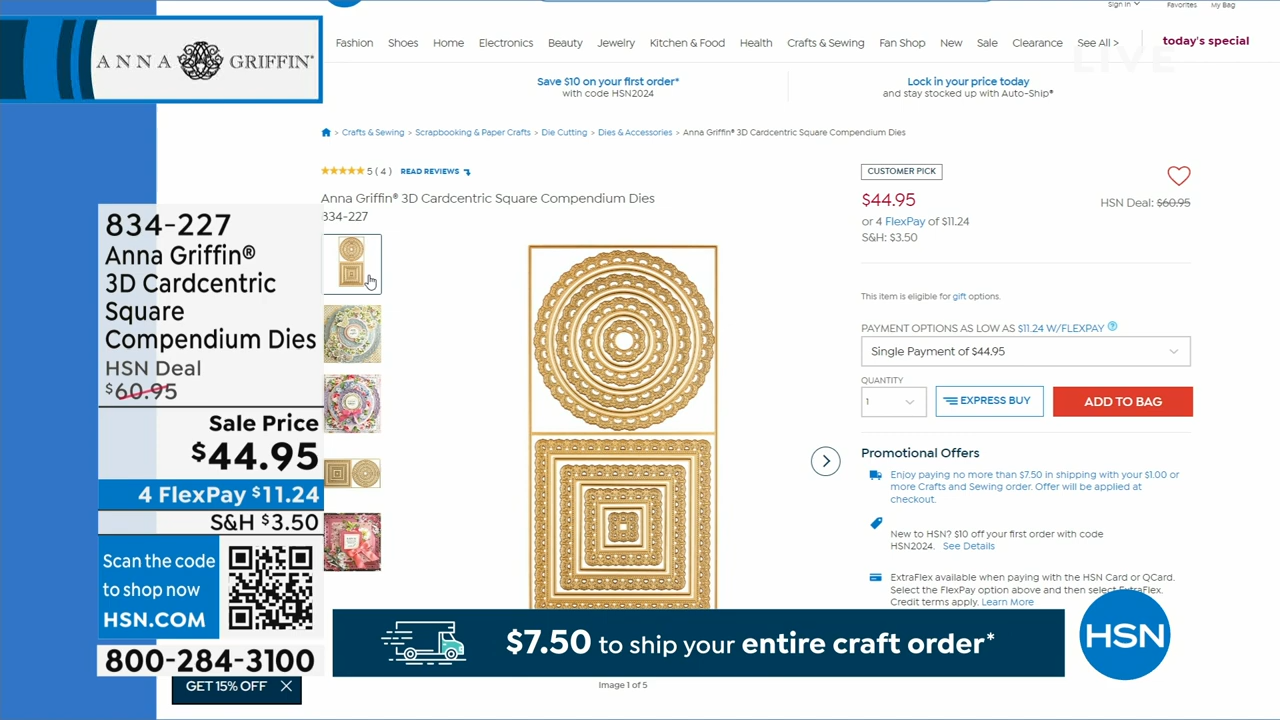 Sign In
Favorites
My Bag
ANNA GRIFFIN®
Fashion Shoes Home Electronics Beauty Jewelry Kitchen & Food Health Crafts & Sewing Fan Shop New Sale Clearance See All >
today's special
LIVE
Save $10 on your first order*
with code HSN2024
Lock in your price today
and stay stocked up with Auto-Ship®
> Crafts & Sewing > Scrapbooking & Paper Crafts > Die Cutting > Dies & Accessories > Anna Griffin® 3D Cardcentric Square Compendium Dies
5 ( 4 ) READ REVIEWS
Anna Griffin® 3D Cardcentric Square Compendium Dies
834-227
CUSTOMER PICK
$44.95
HSN Deal: $60.95
or 4 FlexPay of $11.24
S&H: $3.50
This item is eligible for gift options.
PAYMENT OPTIONS AS LOW AS $11.24 W/FLEXPAY ?
Single Payment of $44.95
QUANTITY
1
EXPRESS BUY
ADD TO BAG
Promotional Offers
Enjoy paying no more than $7.50 in shipping with your $1.00 or
more Crafts and Sewing order. Offer will be applied at
checkout.
New to HSN? $10 off your first order with code
HSN2024. See Details
ExtraFlex available when paying with the HSN Card or QCard.
Select the FlexPay option above and then select ExtraFlex.
Credit terms apply. Learn More
834-227
Anna Griffin®
3D Cardcentric
Square
Compendium Dies
HSN Deal
$60.95
Sale Price
$44.95
4 FlexPay $11.24
S&H $3.50
Scan the code
to shop now
HSN.COM
800-284-3100
GET 15% OFF
$7.50 to ship your entire craft order*
HSN
Image 1 of 5